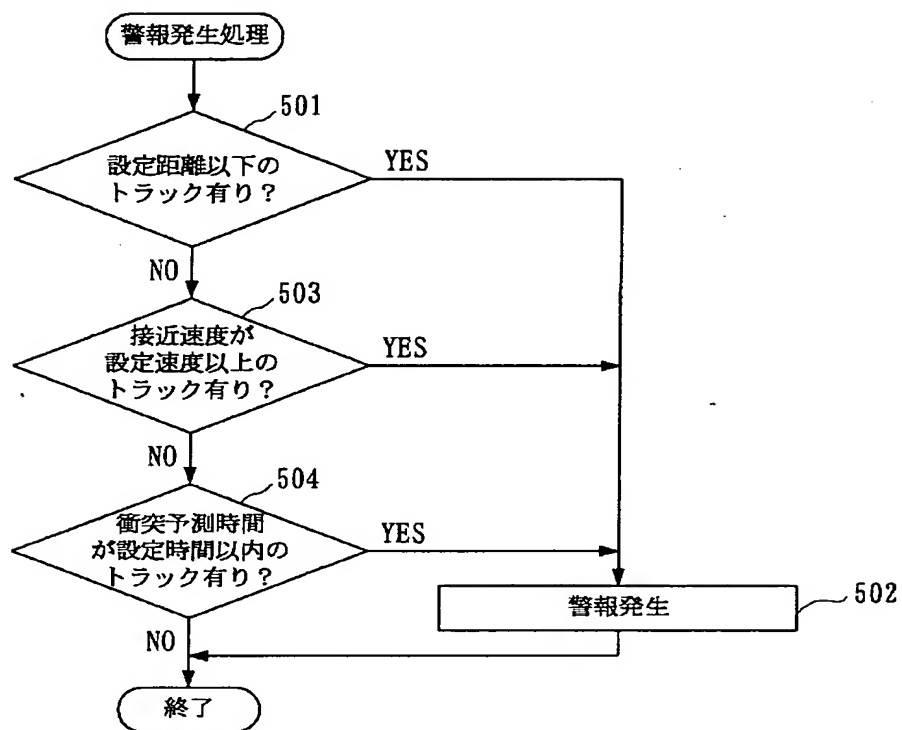 警報発生処理
501
設定距離以下の
トラック有り？
YES
NO
503
接近速度が
設定速度以上の
トラック有り？
YES
NO
504
衝突予測時間
が設定時間以内の
トラック有り？
YES
警報発生
502
NO
終了